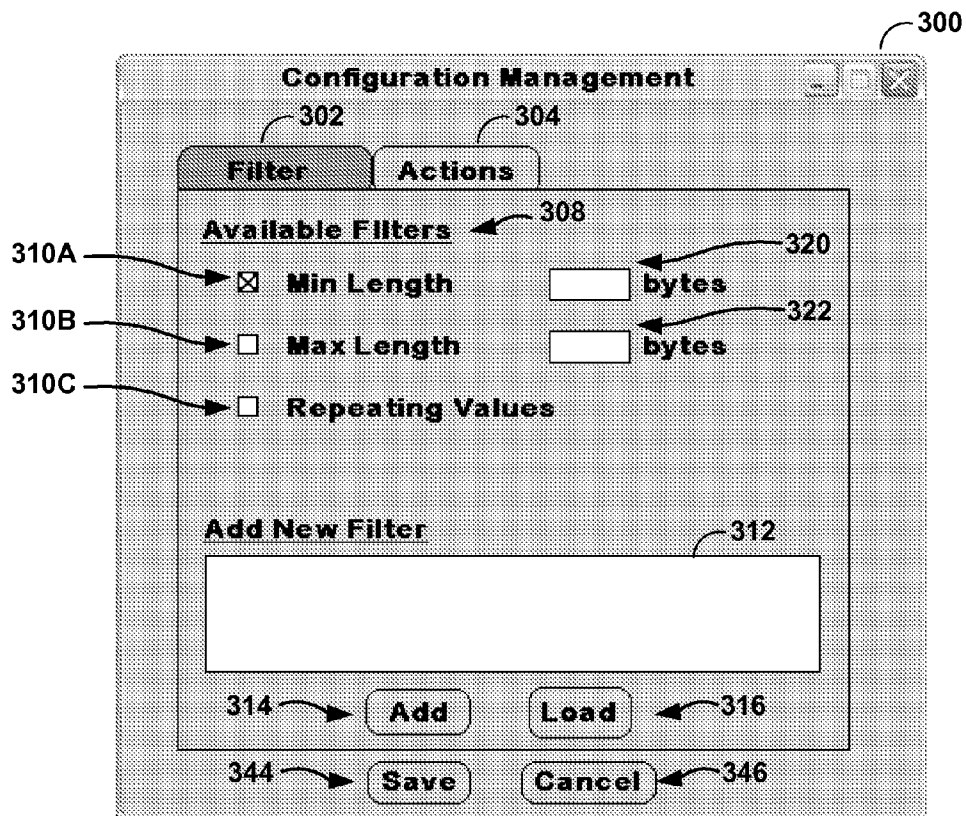 300
Configuration Management
302
304
Filter
Actions
Available Filters
308
310A
Min Length
bytes
320
310B
Max Length
bytes
322
310C
Repeating Values
Add New Filter
312
314
Add
Load
316
344
Save
Cancel
346